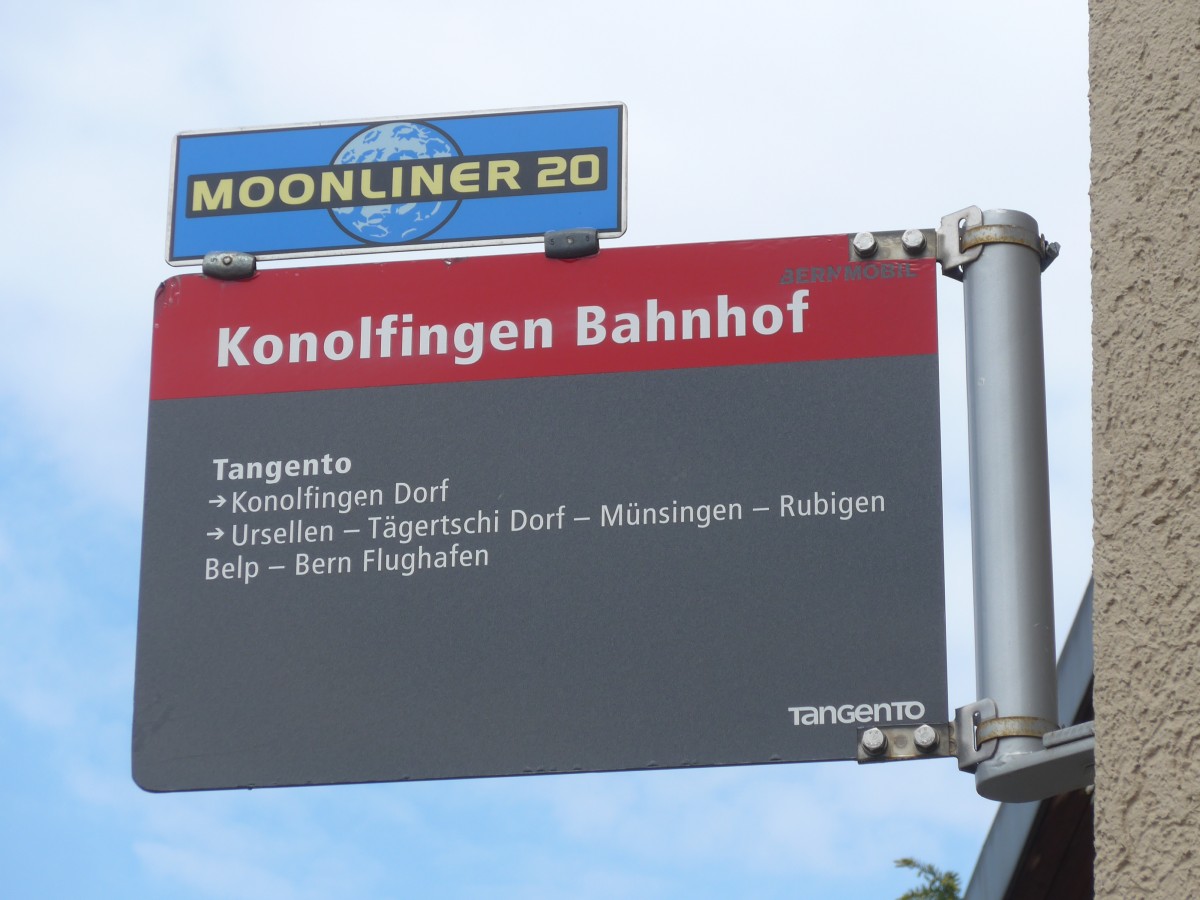 MOONLINER 20
BERNMOBIL
Konolfingen Bahnhof
Tangento
→Konolfingen Dorf
→Ursellen – Tägertschi Dorf – Münsingen – Rubigen
Belp – Bern Flughafen
TANGENTO